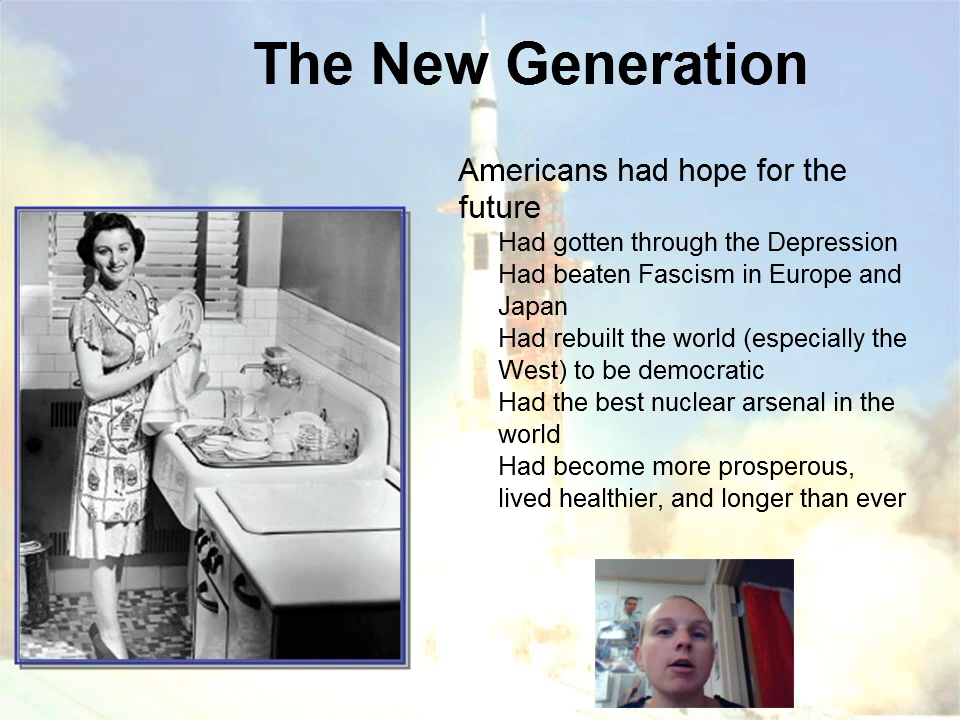 The New Generation
Americans had hope for the
future
Had gotten through the Depression
Had beaten Fascism in Europe and
Japan
Had rebuilt the world (especially the
West) to be democratic
Had the best nuclear arsenal in the
world
Had become more prosperous,
lived healthier, and longer than ever